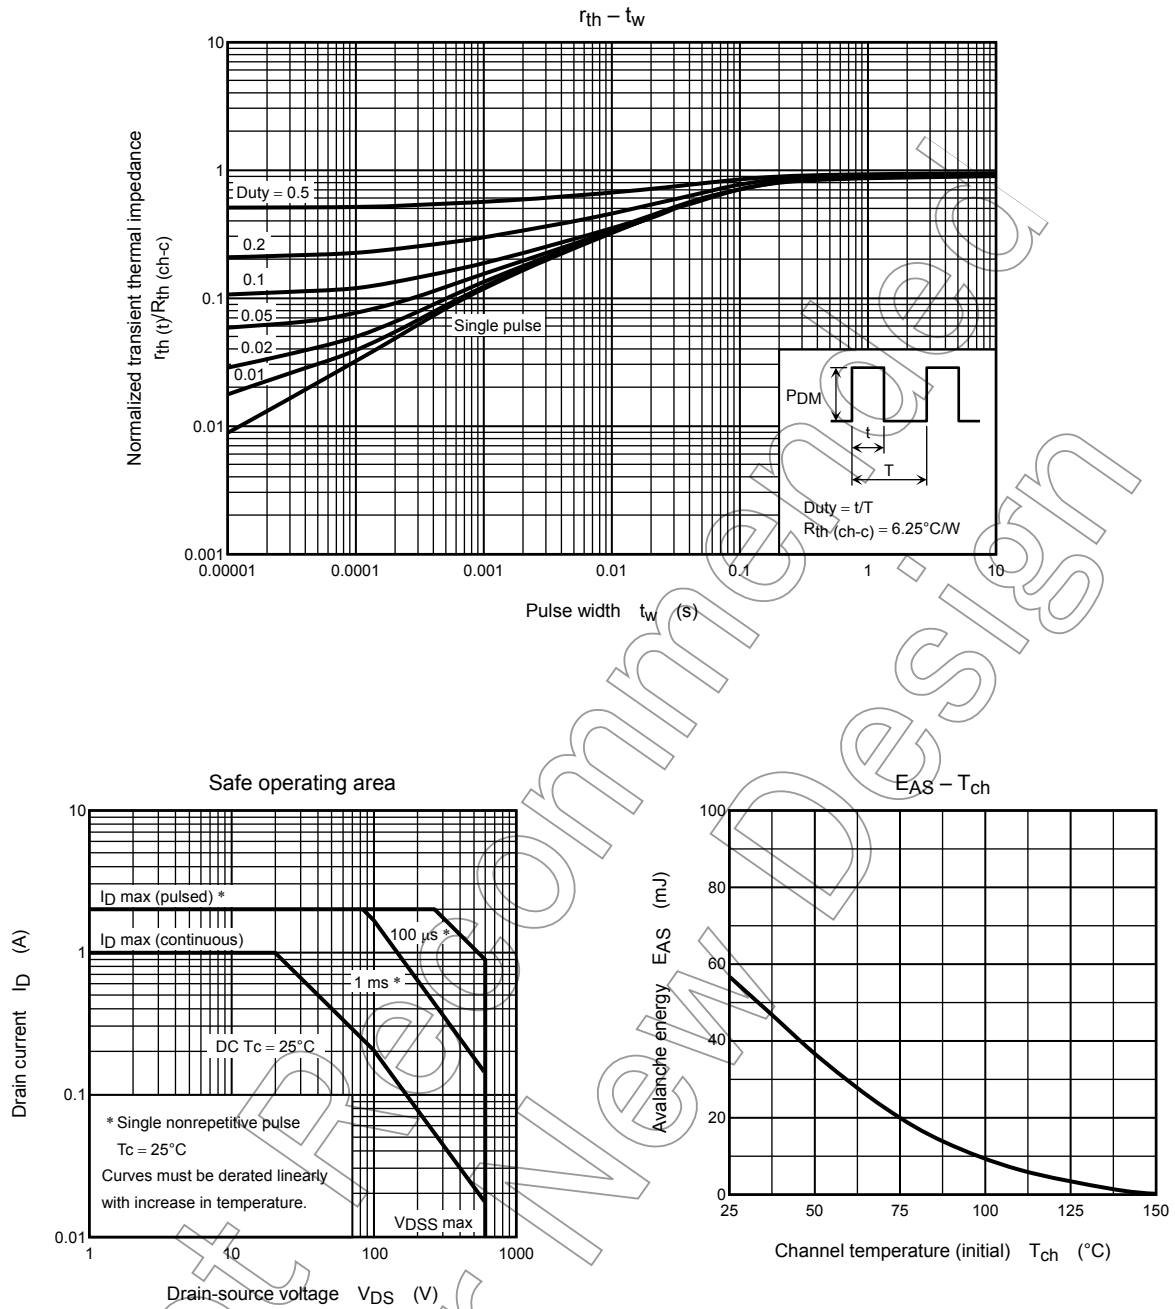 rth – tw
Normalized transient thermal impedance
rth (t)/Rth (ch-c)
10
1
0.1
0.01
0.001
Duty = 0.5
0.2
0.1
0.05
0.02
0.01
Single pulse
PDM
t
T
Duty = t/T
Rth (ch-c) = 6.25°C/W
0.00001
0.0001
0.001
0.01
0.1
1
10
Pulse width tw (s)
Safe operating area
Drain current ID (A)
10
1
0.1
0.01
ID max (pulsed) *
ID max (continuous)
100 μs *
1 ms *
DC Tc = 25°C
* Single nonrepetitive pulse
Tc = 25°C
Curves must be derated linearly
with increase in temperature.
VDSS max
1
10
100
1000
Drain-source voltage VDS (V)
EAS – Tch
Avalanche energy EAS (mJ)
100
80
60
40
20
0
25
50
75
100
125
150
Channel temperature (initial) Tch (°C)
Not Recommended
for New Design